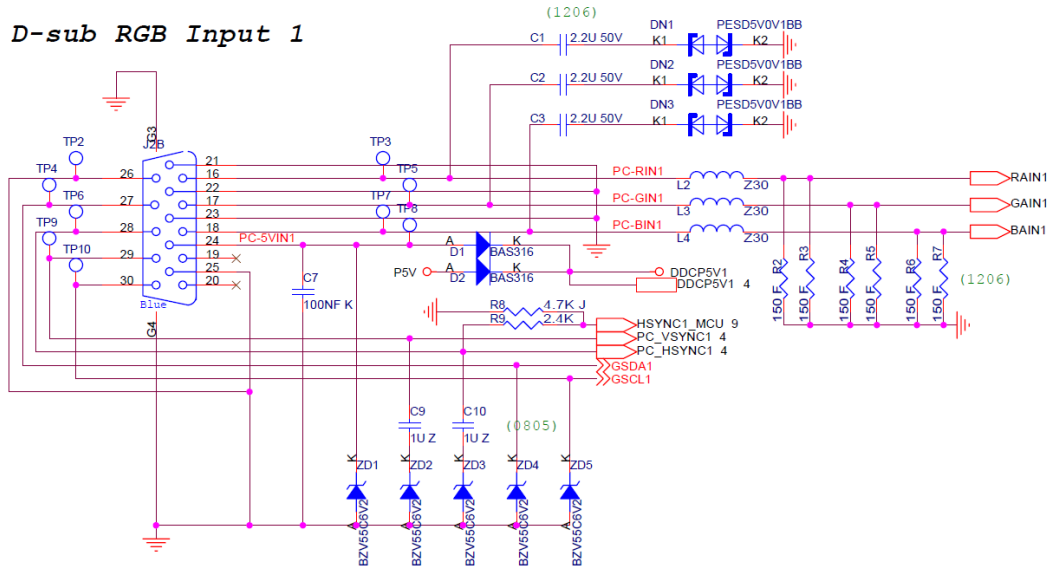 D-sub RGB Input 1
(1206)
C1
2.2U 50V
DN1
K1
PESD5V0V1BB
K2
C2
2.2U 50V
DN2
K1
PESD5V0V1BB
K2
C3
2.2U 50V
DN3
K1
PESD5V0V1BB
K2
G3
J2B
TP2
TP4
TP6
TP9
TP10
26
27
28
29
30
21
16
22
17
23
18
24
19
25
20
Blue
G4
TP3
TP5
TP7
TP8
PC-5VIN1
PC-RIN1
L2
Z30
RAIN1
PC-GIN1
L3
Z30
GAIN1
PC-BIN1
L4
Z30
BAIN1
A
D1
K
BAS316
P5V
A
D2
K
BAS316
DDCP5V1
DDCP5V1 4
C7
100NF K
R8
4.7K J
R9
2.4K
HSYNC1_MCU 9
PC_VSYNC1 4
PC_HSYNC1 4
GSDA1
GSCL1
R2
150 F
R3
150 F
R4
150 F
R5
150 F
R6
150 F
R7
150 F
(1206)
C9
1U Z
C10
1U Z
(0805)
K
ZD1
A
BZV55C6V2
K
ZD2
A
BZV55C6V2
K
ZD3
A
BZV55C6V2
K
ZD4
A
BZV55C6V2
K
ZD5
A
BZV55C6V2